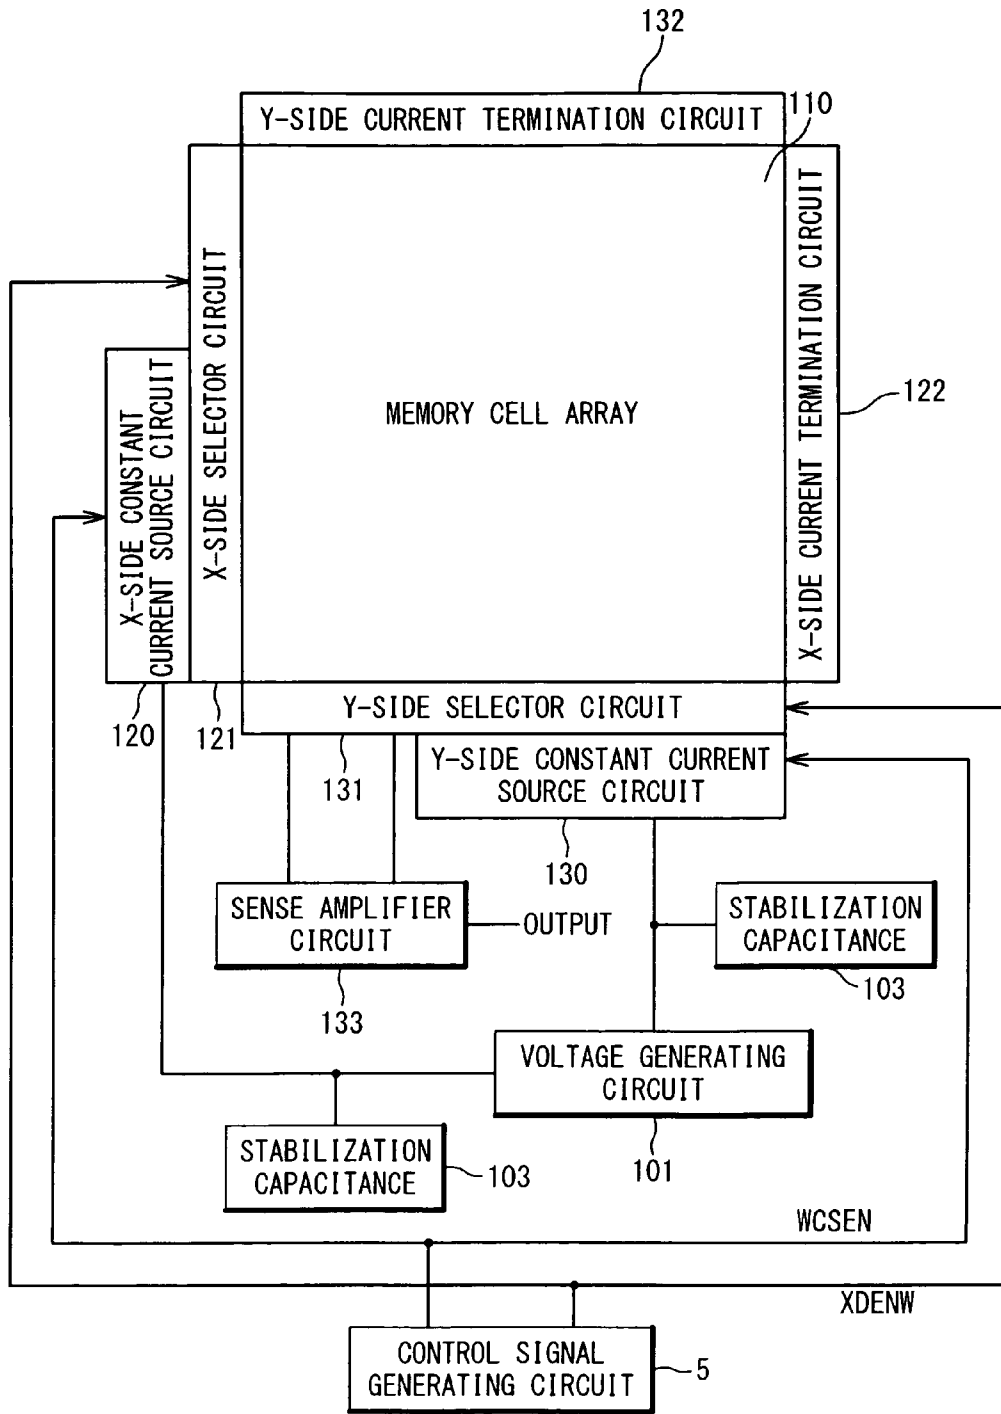 132
Y-SIDE CURRENT TERMINATION CIRCUIT
110
X-SIDE SELECTOR CIRCUIT
X-SIDE CURRENT TERMINATION CIRCUIT
X-SIDE CONSTANT
CURRENT SOURCE CIRCUIT
MEMORY CELL ARRAY
122
120
121
Y-SIDE SELECTOR CIRCUIT
131
Y-SIDE CONSTANT CURRENT
SOURCE CIRCUIT
130
SENSE AMPLIFIER
CIRCUIT
OUTPUT
133
STABILIZATION
CAPACITANCE
103
VOLTAGE GENERATING
CIRCUIT
101
STABILIZATION
CAPACITANCE
103
WCSEN
XDENW
CONTROL SIGNAL
GENERATING CIRCUIT
5